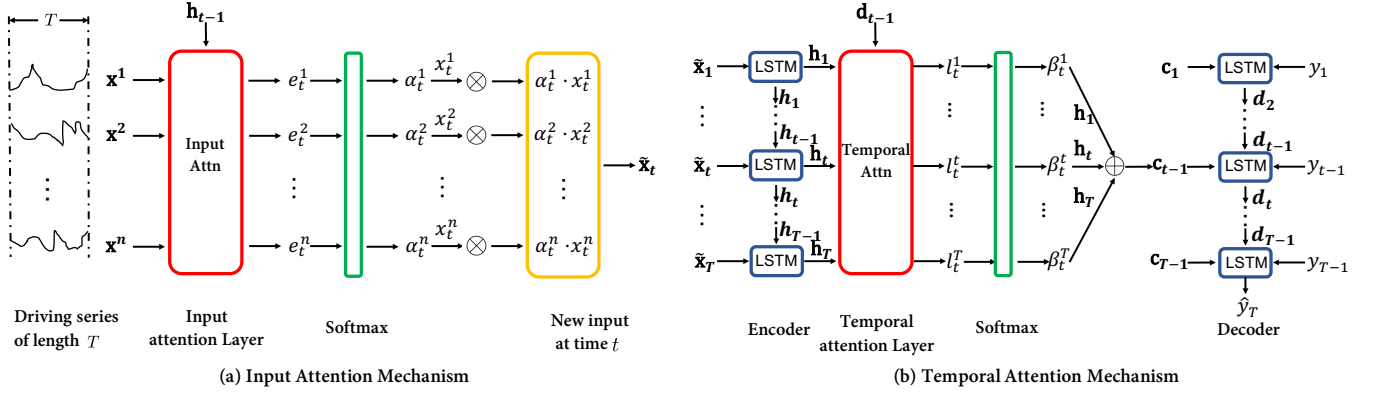 T
h_{t−1}
x^1
e_t^1
α_t^1
x_t^1
⊗
α_t^1 · x_t^1
x^2
Input
Attn
e_t^2
α_t^2
x_t^2
⊗
α_t^2 · x_t^2
x̃_t
⋮
⋮
⋮
⋮
x^n
e_t^n
α_t^n
x_t^n
⊗
α_t^n · x_t^n
Driving series
of length T
Input
attention Layer
Softmax
New input
at time t
(a) Input Attention Mechanism
d_{t−1}
x̃_1
LSTM
h_1
l_t^1
β_t^1
c_1
LSTM
y_1
h_1
h_1
d_2
⋮
⋮
⋮
h_{t−1}
d_{t−1}
x̃_t
LSTM
h_t
Temporal
Attn
l_t^t
β_t^t
h_t
⊕
c_{t−1}
LSTM
y_{t−1}
h_t
h_T
d_t
⋮
⋮
⋮
h_{T−1}
d_{T−1}
x̃_T
LSTM
h_T
l_t^T
β_t^T
c_{T−1}
LSTM
y_{T−1}
ŷ_T
Encoder
Temporal
attention Layer
Softmax
Decoder
(b) Temporal Attention Mechanism